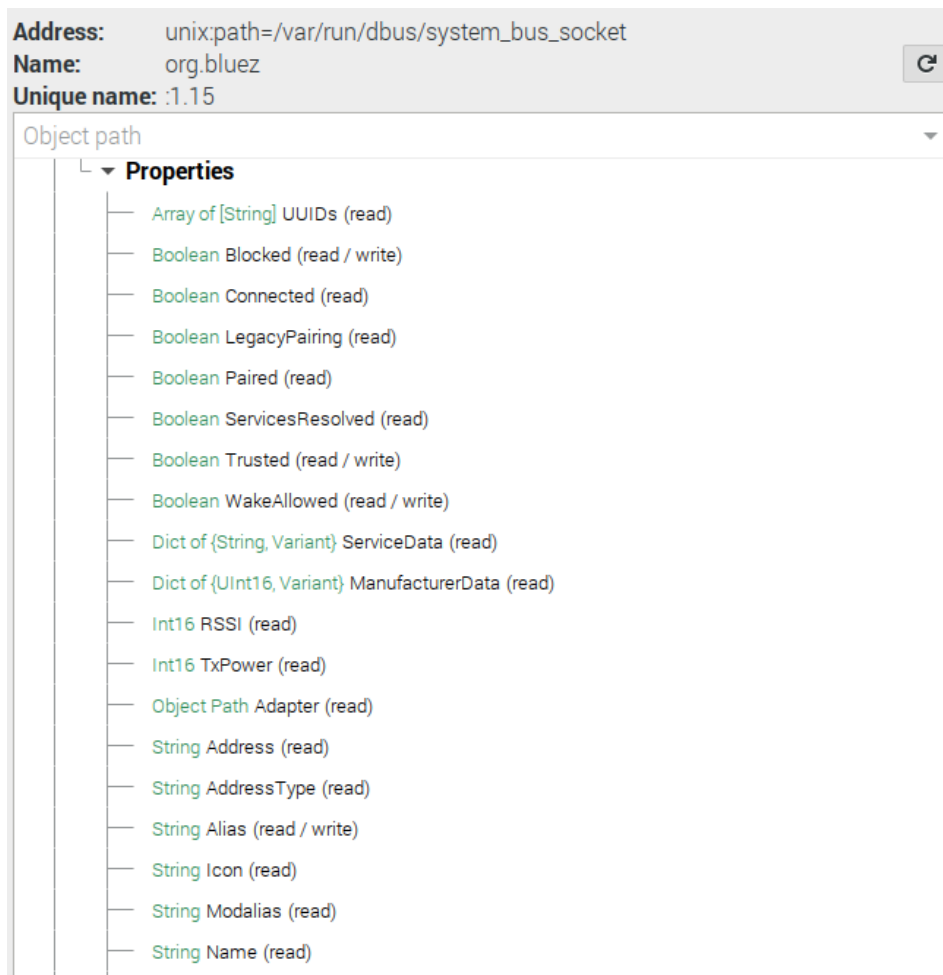 Address: unix:path=/var/run/dbus/system_bus_socket
Name: org.bluez
Unique name: :1.15
Object path
Properties
Array of [String] UUIDs (read)
Boolean Blocked (read / write)
Boolean Connected (read)
Boolean LegacyPairing (read)
Boolean Paired (read)
Boolean ServicesResolved (read)
Boolean Trusted (read / write)
Boolean WakeAllowed (read / write)
Dict of {String, Variant} ServiceData (read)
Dict of {UInt16, Variant} ManufacturerData (read)
Int16 RSSI (read)
Int16 TxPower (read)
Object Path Adapter (read)
String Address (read)
String AddressType (read)
String Alias (read / write)
String Icon (read)
String Modalias (read)
String Name (read)